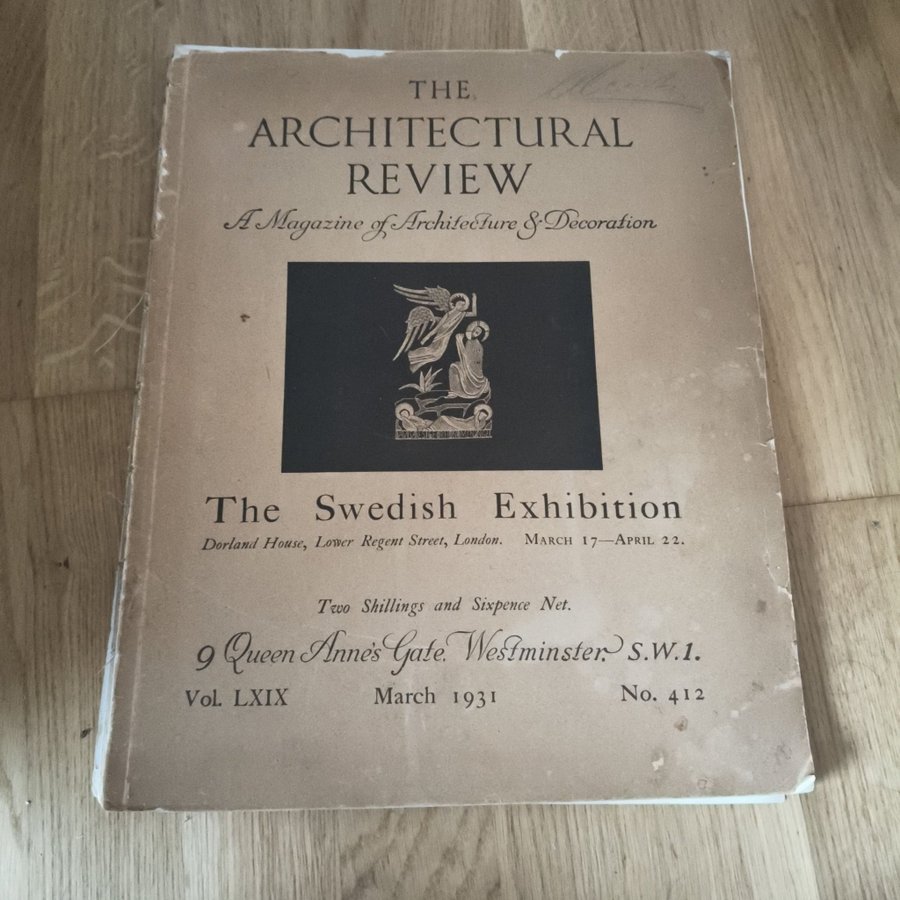 THE
ARCHITECTURAL
REVIEW
A Magazine of Architecture & Decoration
The Swedish Exhibition
Dorland House, Lower Regent Street, London. MARCH 17—APRIL 22.
Two Shillings and Sixpence Net.
9 Queen Anne's Gate, Westminster, S.W.1.
Vol. LXIX March 1931 No. 412